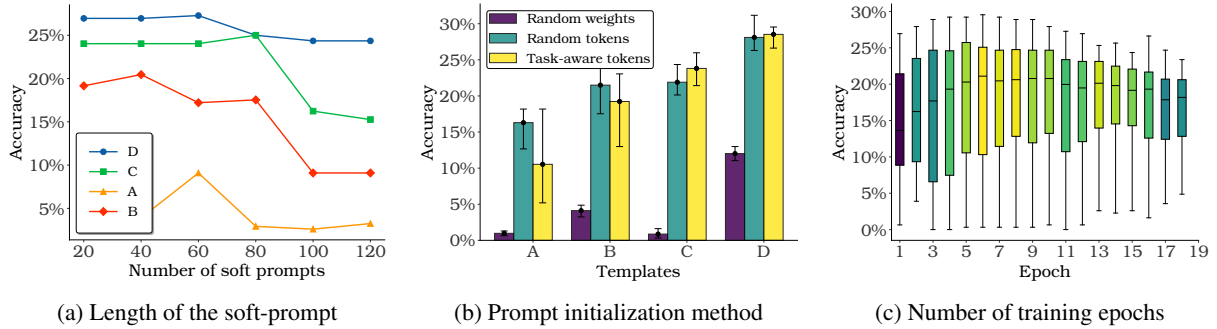 25%
20%
15%
10%
5%
Accuracy
D
C
A
B
20 40 60 80 100 120
Number of soft prompts
(a) Length of the soft-prompt
30%
25%
20%
15%
10%
5%
0%
Accuracy
Random weights
Random tokens
Task-aware tokens
A B C D
Templates
(b) Prompt initialization method
30%
25%
20%
15%
10%
5%
0%
Accuracy
1 3 5 7 9 11 13 15 17 19
Epoch
(c) Number of training epochs